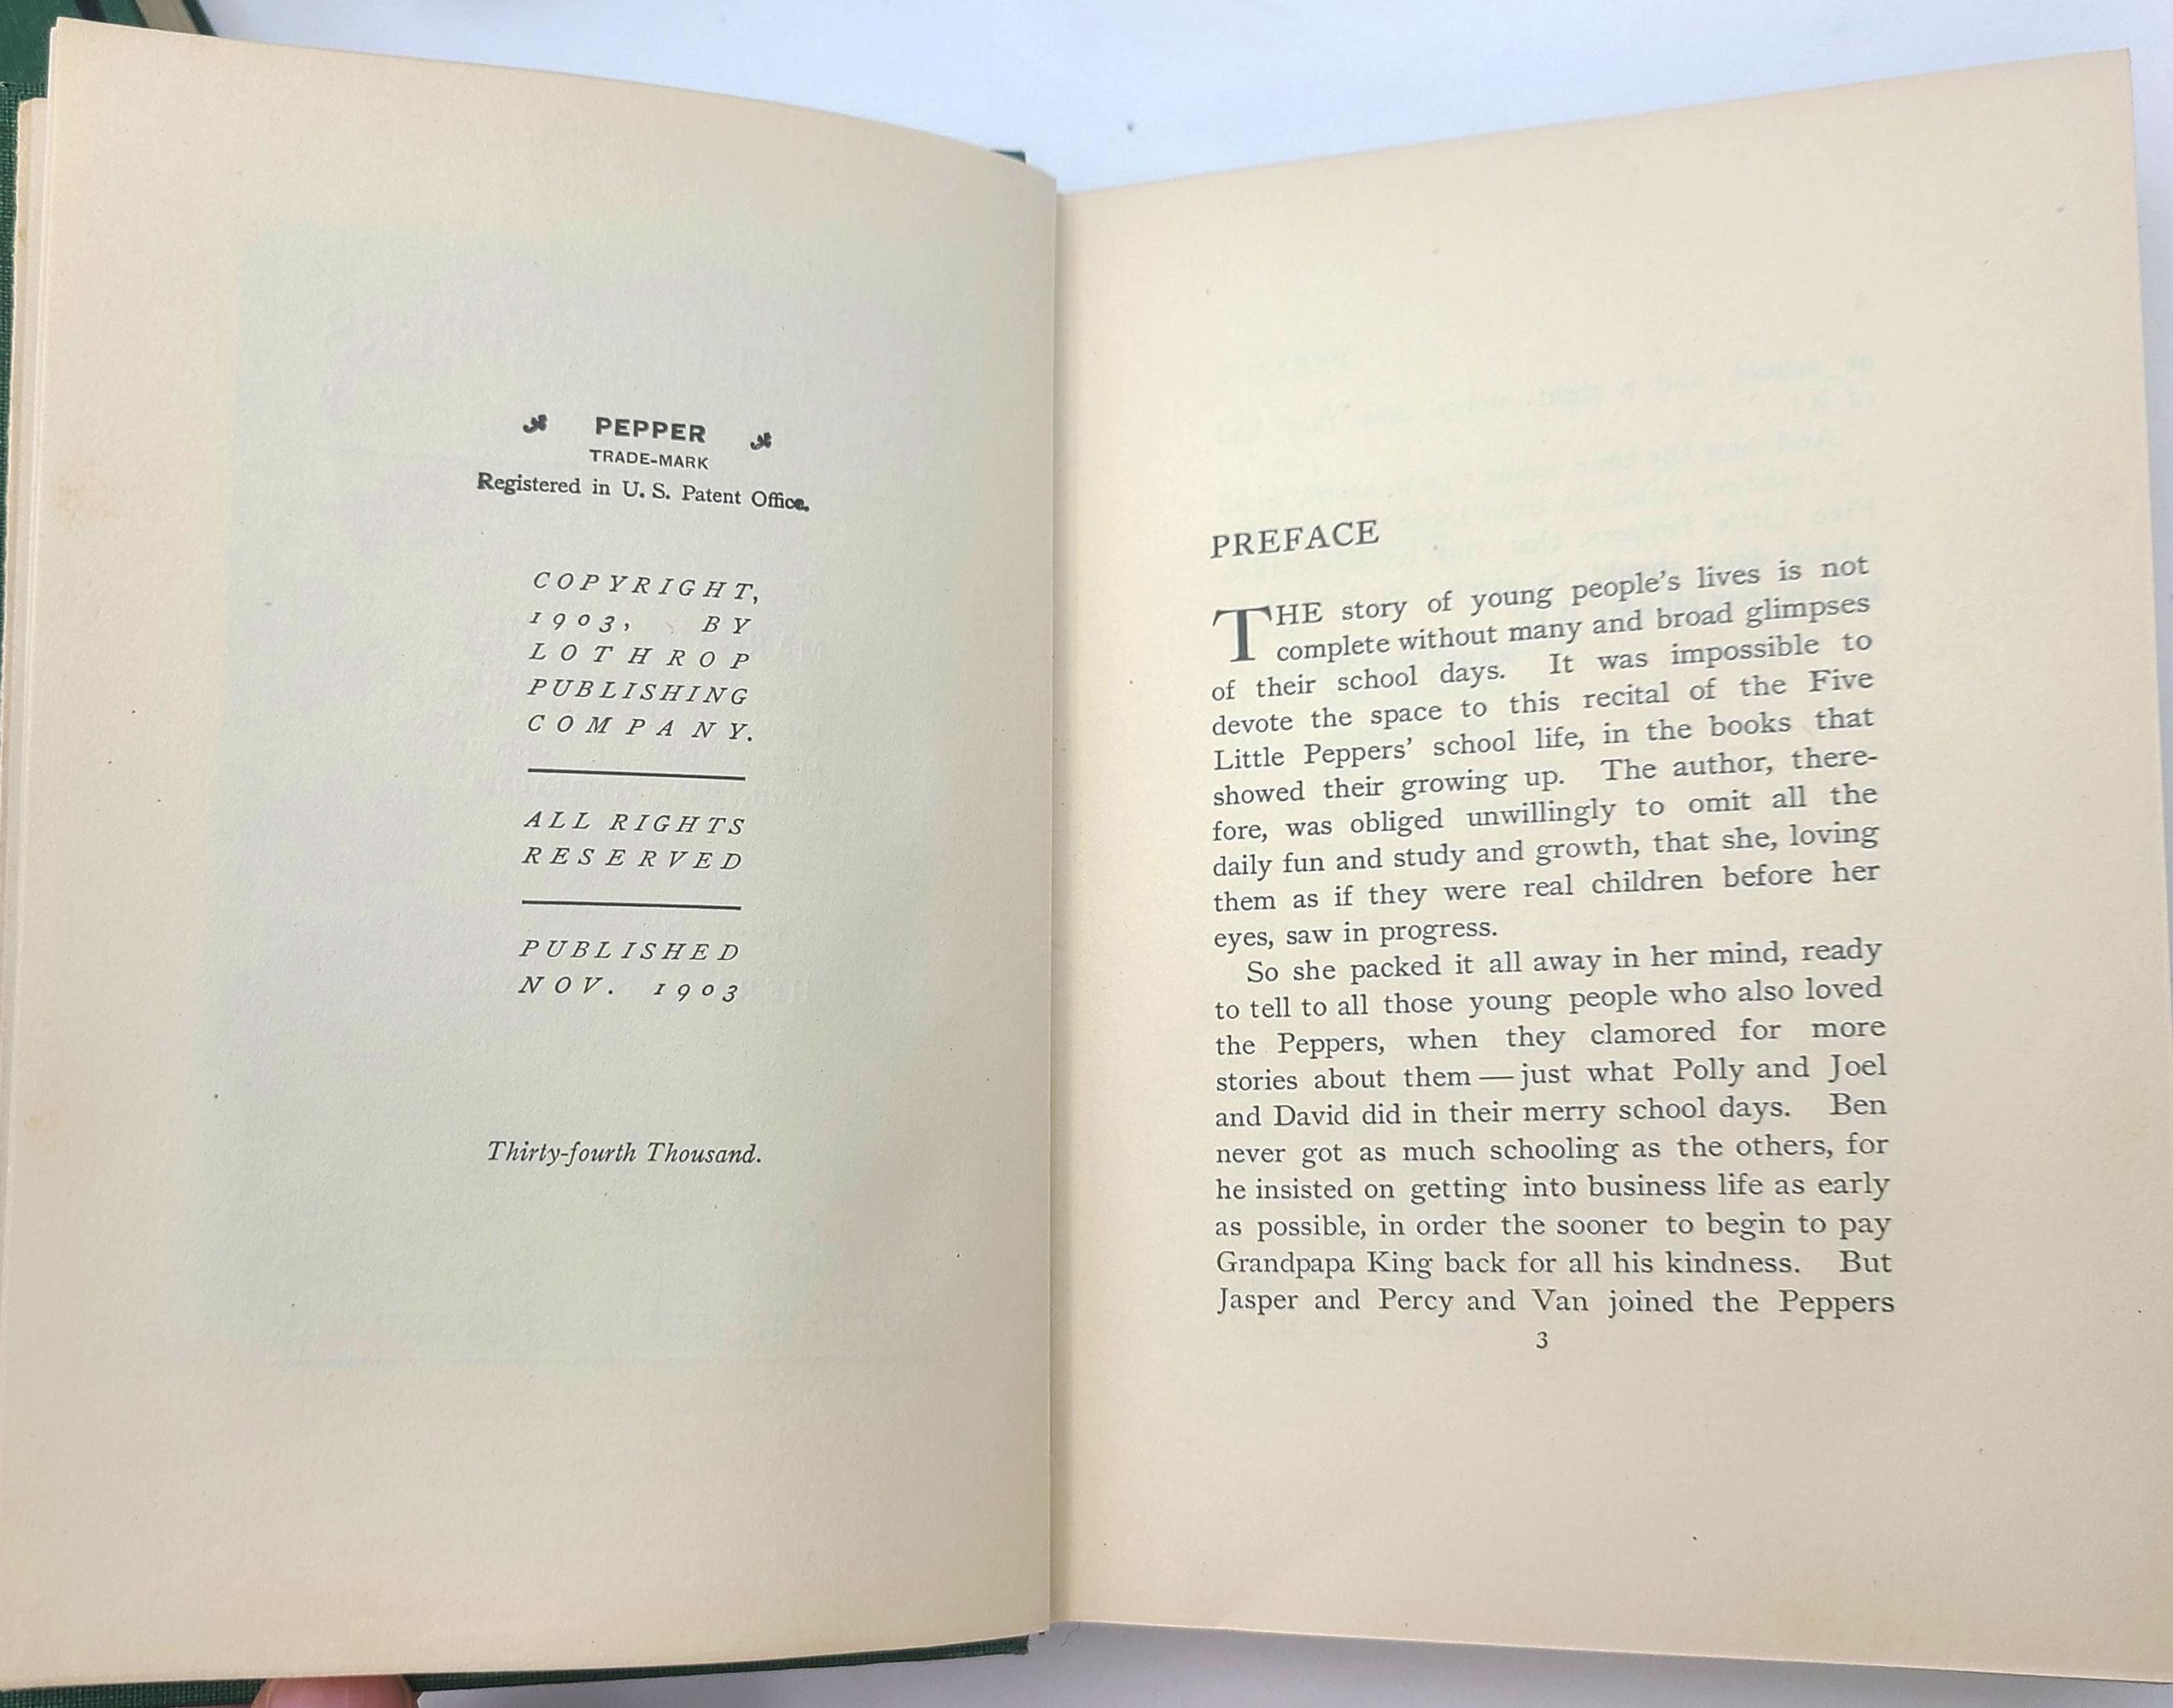 PEPPER
TRADE-MARK
Registered in U. S. Patent Office.
COPYRIGHT,
1903, BY
LOTHROP
PUBLISHING
COMPANY.
ALL RIGHTS
RESERVED
PUBLISHED
NOV. 1903
Thirty-fourth Thousand.
PREFACE
THE story of young people's lives is not
complete without many and broad glimpses
of their school days. It was impossible to
devote the space to this recital of the Five
Little Peppers' school life, in the books that
showed their growing up. The author, there-
fore, was obliged unwillingly to omit all the
daily fun and study and growth, that she, loving
them as if they were real children before her
eyes, saw in progress.
So she packed it all away in her mind, ready
to tell to all those young people who also loved
the Peppers, when they clamored for more
stories about them — just what Polly and Joel
and David did in their merry school days. Ben
never got as much schooling as the others, for
he insisted on getting into business life as early
as possible, in order the sooner to begin to pay
Grandpapa King back for all his kindness. But
Jasper and Percy and Van joined the Peppers
3